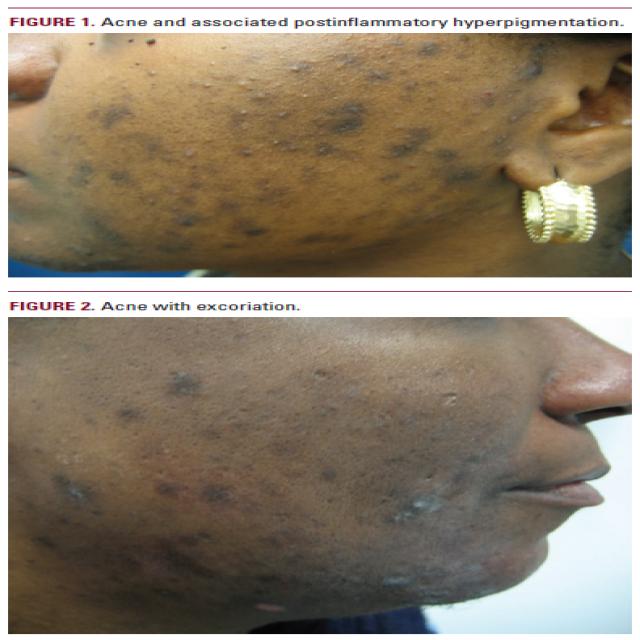 FIGURE 1. Acne and associated postinflammatory hyperpigmentation.
FIGURE 2. Acne with excoriation.